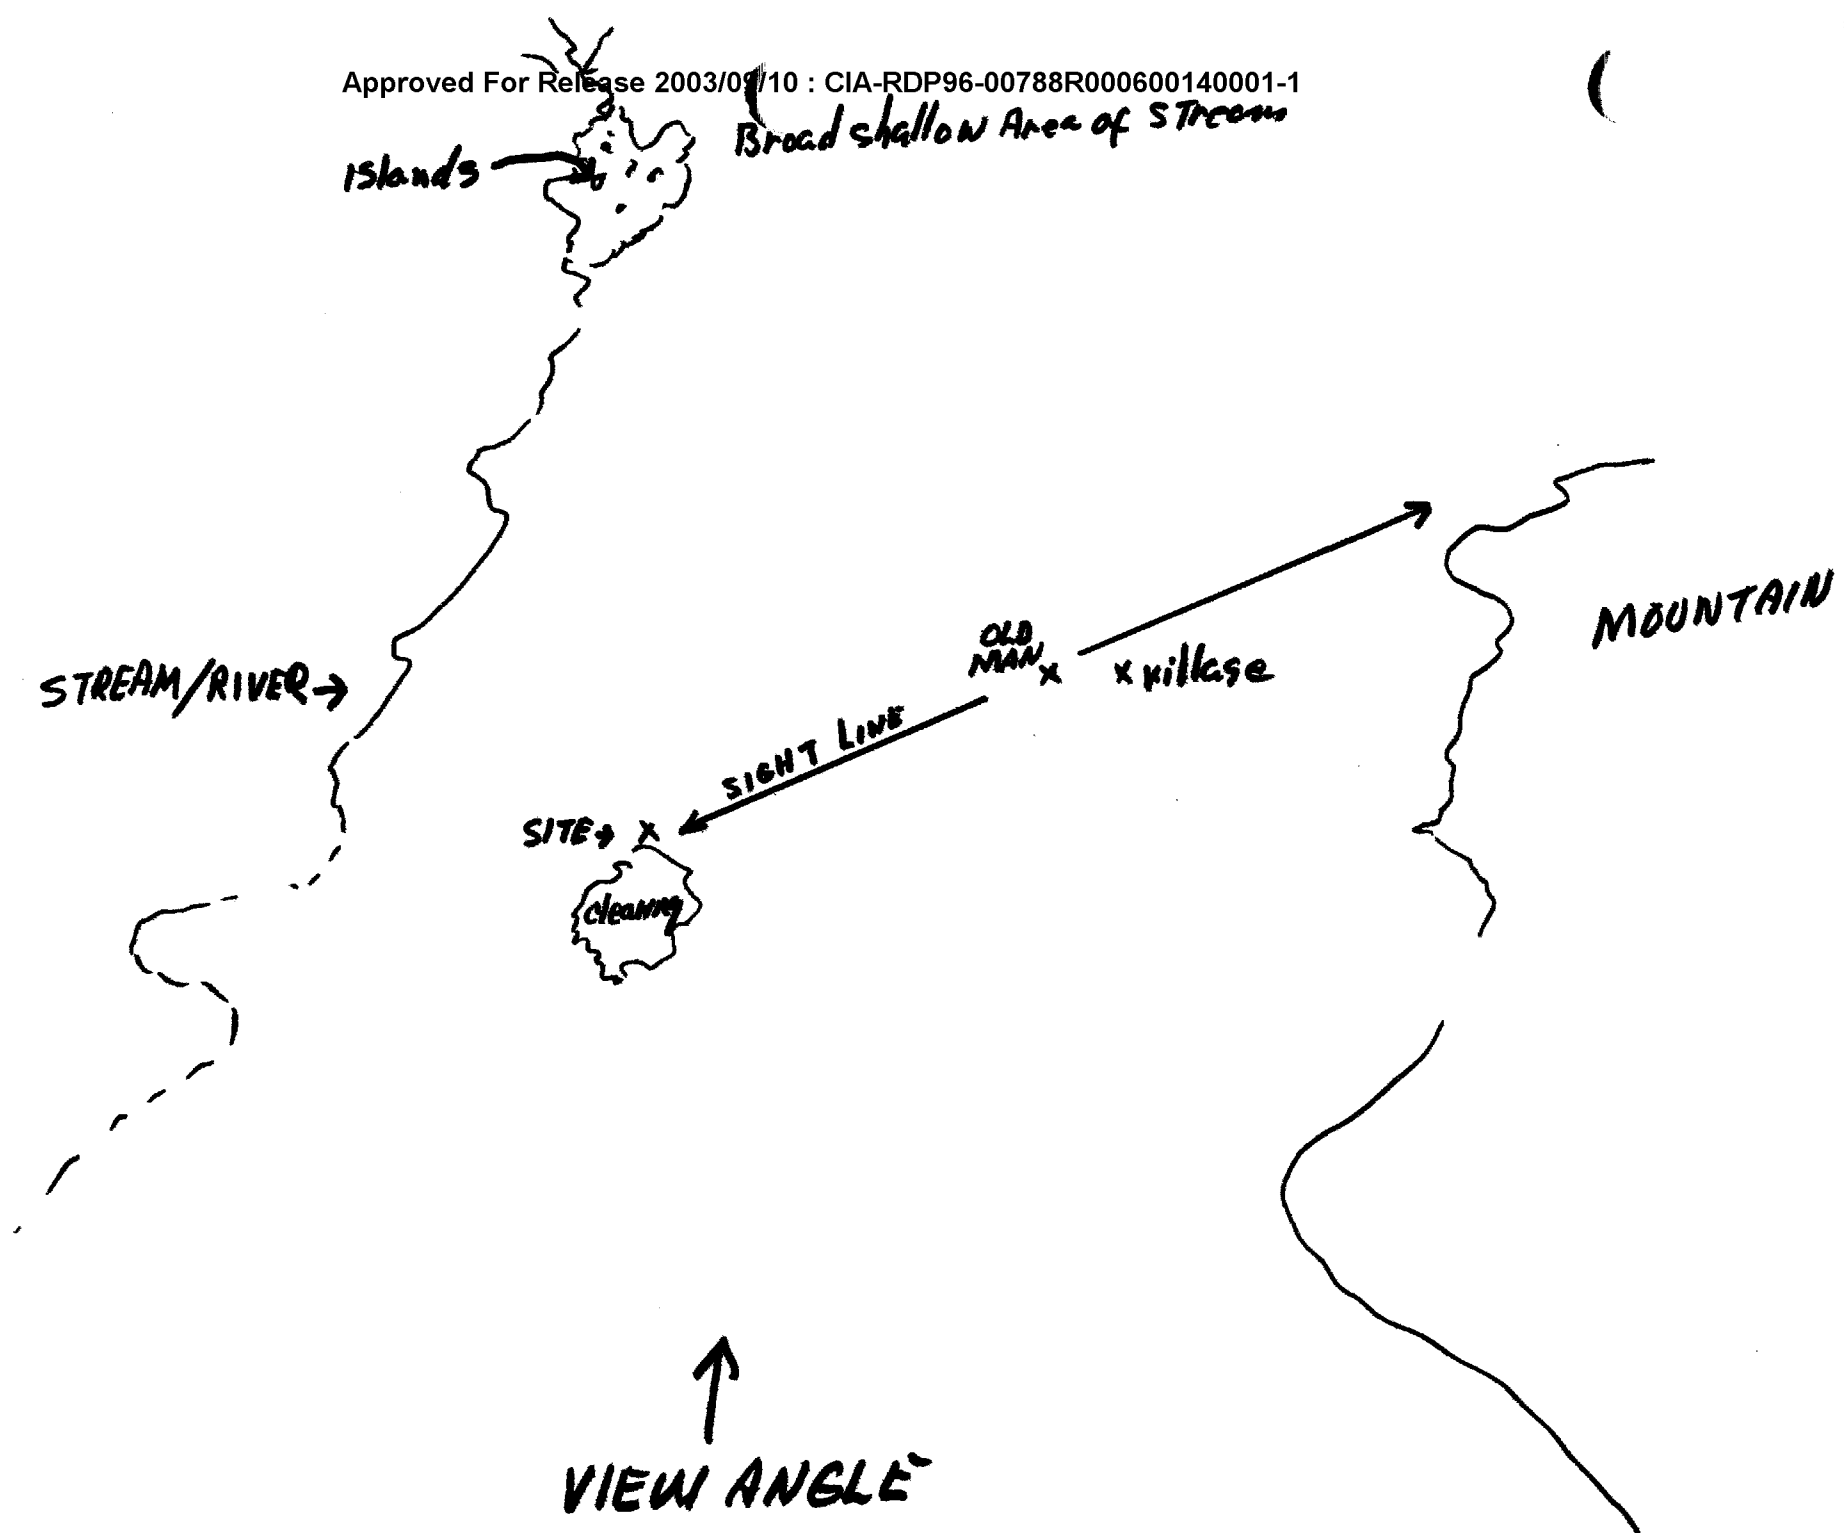 Approved For Release 2003/09/10 : CIA-RDP96-00788R000600140001-1
Broad shallow Area of STream
Islands
MOUNTAIN
OLD
MAN x
x village
STREAM/RIVER→
SIGHT LINE
SITE→ x
clearing
VIEW ANGLE